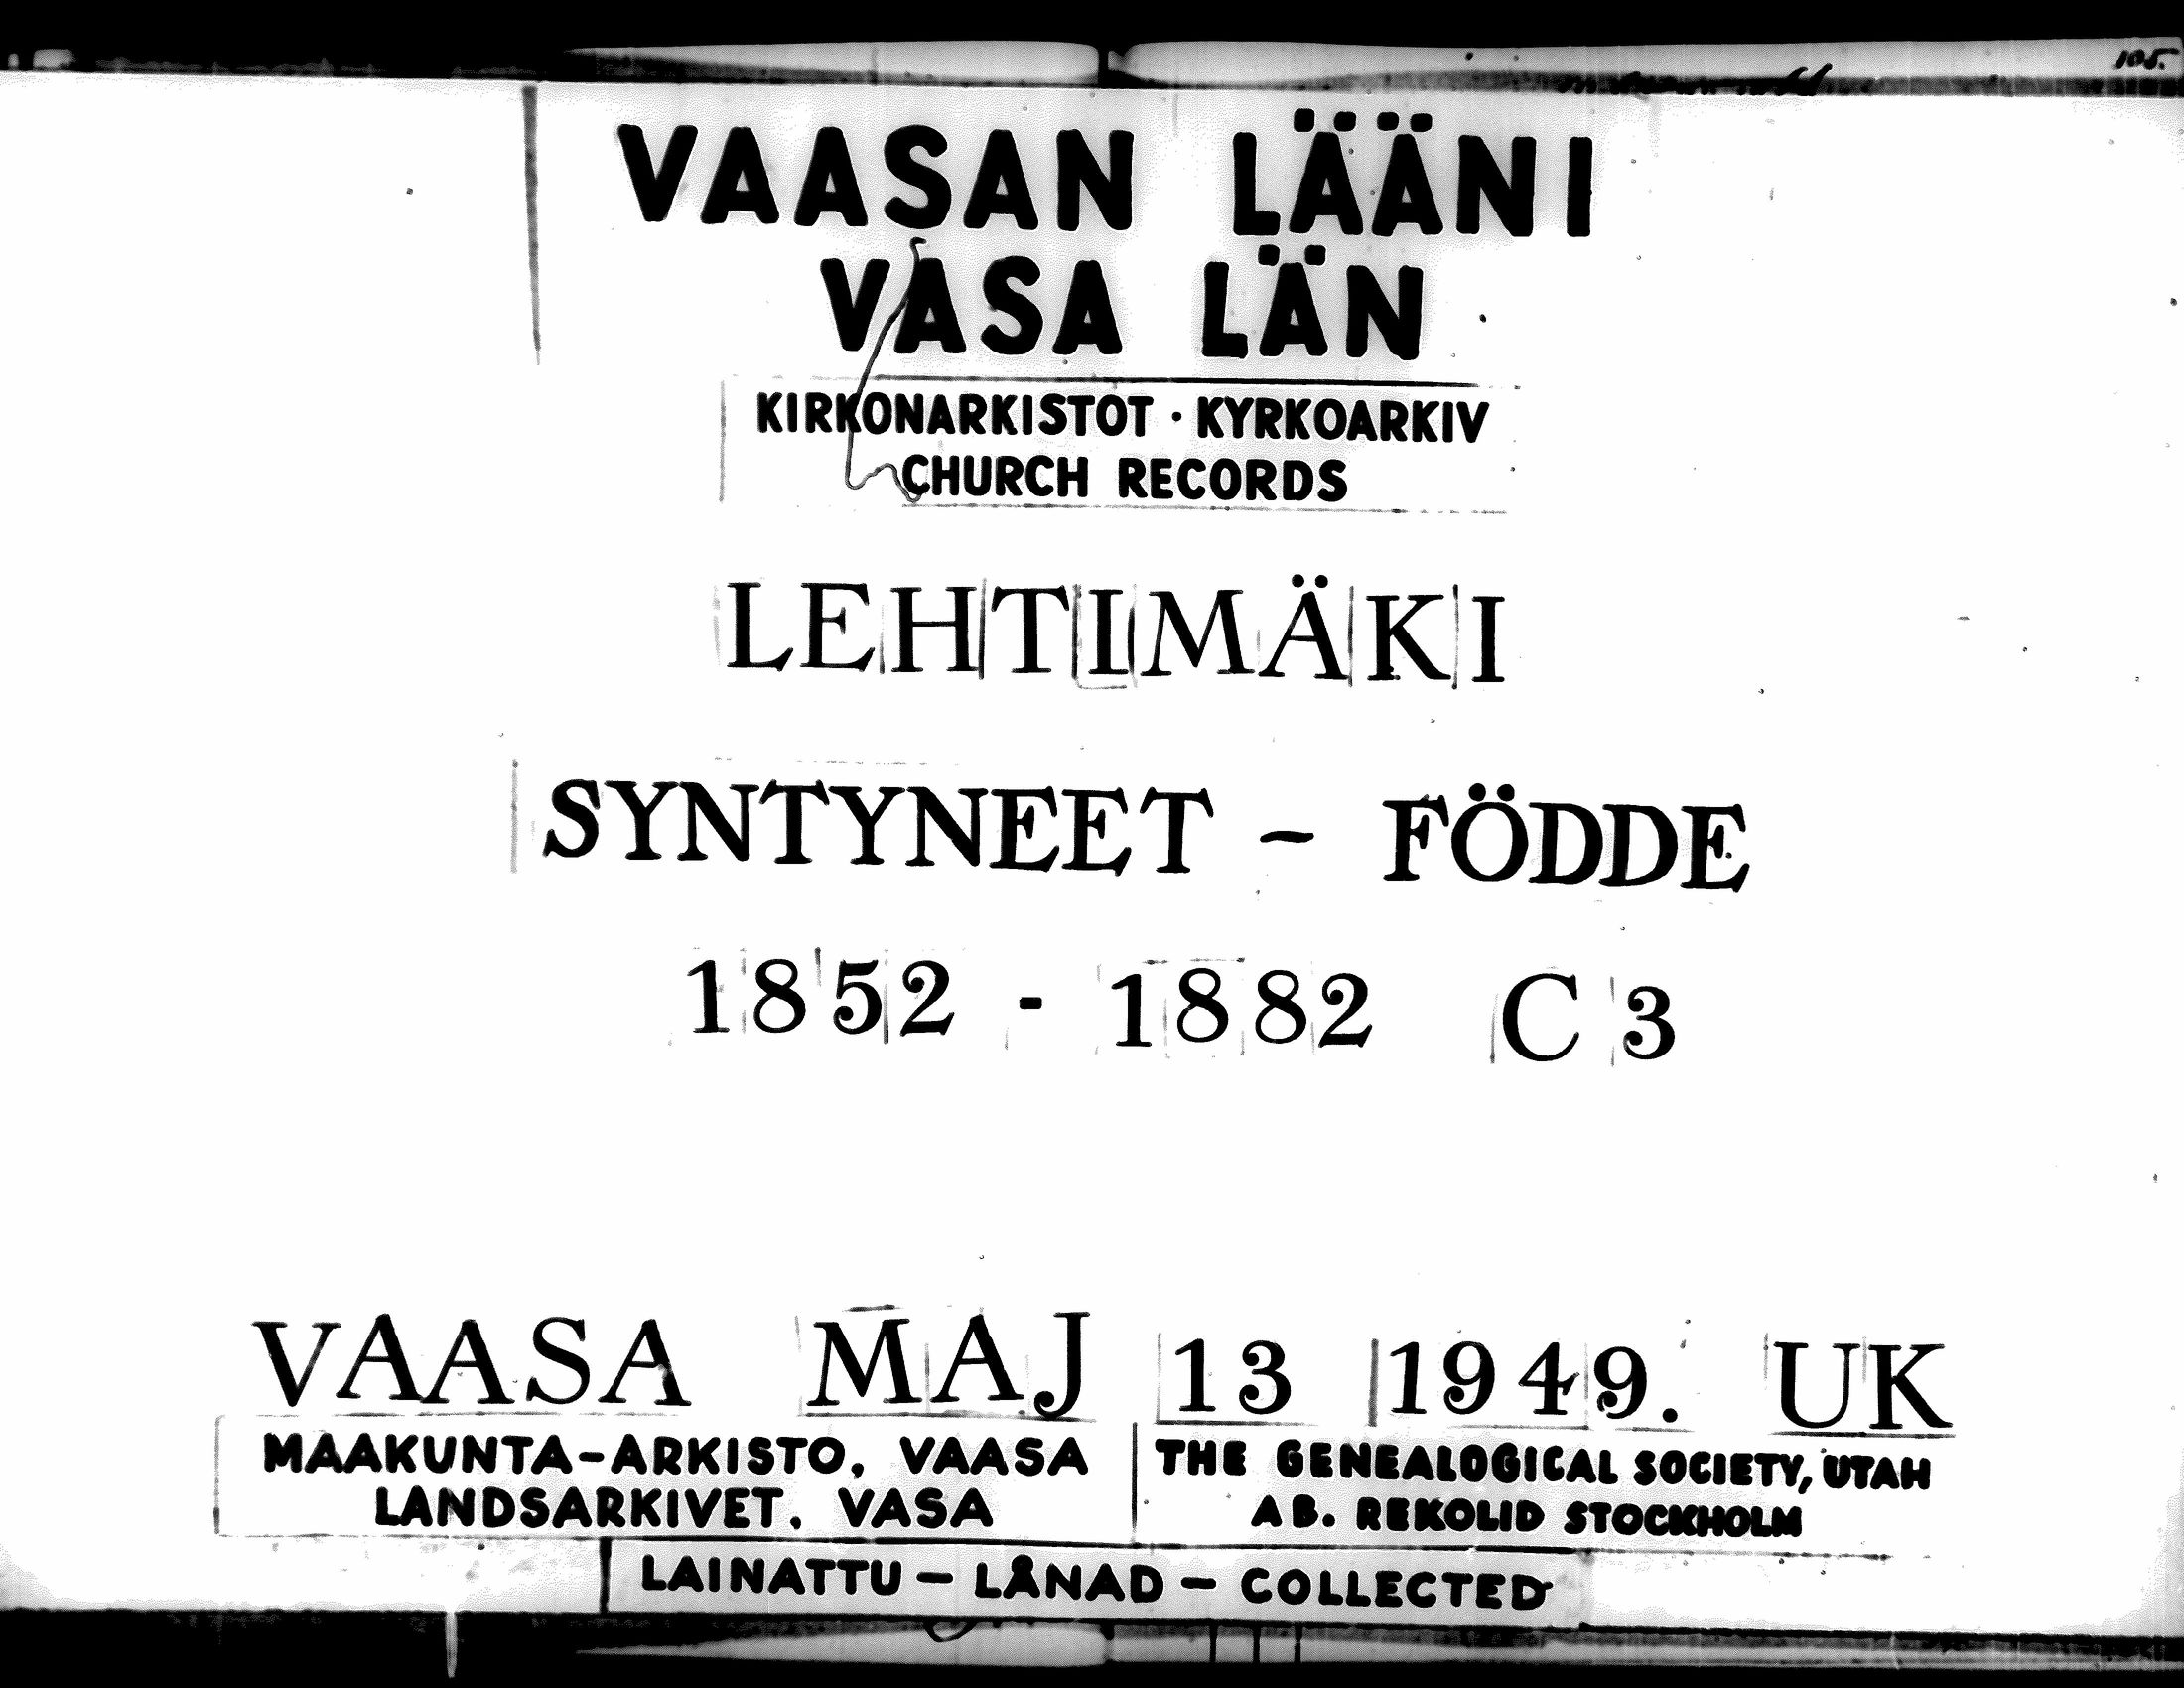 105.
VAASAN LÄÄNI
VASA LÄN
KIRKONARKISTOT · KYRKOARKIV
CHURCH RECORDS
LEHTIMÄKI
SYNTYNEET - FÖDDE
1852 - 1882 C 3
VAASA MAJ 13 1949. UK
MAAKUNTA-ARKISTO, VAASA
LANDSARKIVET, VASA
THE GENEALOGICAL SOCIETY, UTAH
AB. REKOLID STOCKHOLM
LAINATTU - LÅNAD - COLLECTED